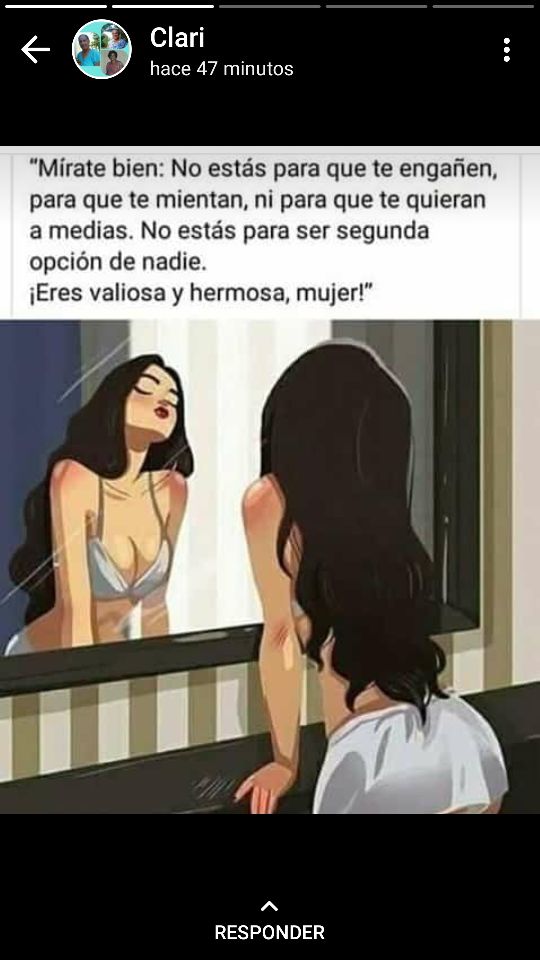 Clari
hace 47 minutos
“Mírate bien: No estás para que te engañen,
para que te mientan, ni para que te quieran
a medias. No estás para ser segunda
opción de nadie.
¡Eres valiosa y hermosa, mujer!”
RESPONDER